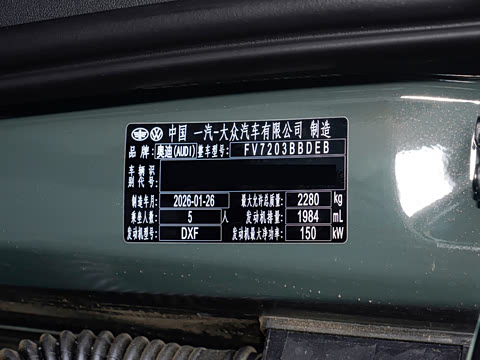 中国 一汽-大众汽车有限公司 制造
品牌: 奥迪(AUDI) 整车型号: FV7203BBDEB
车辆识别代号:
制造年月: 2026-01-26 最大允许总质量: 2280 kg
乘坐人数: 5 人 发动机排量: 1984 mL
发动机型号: DXF 发动机最大净功率: 150 kW